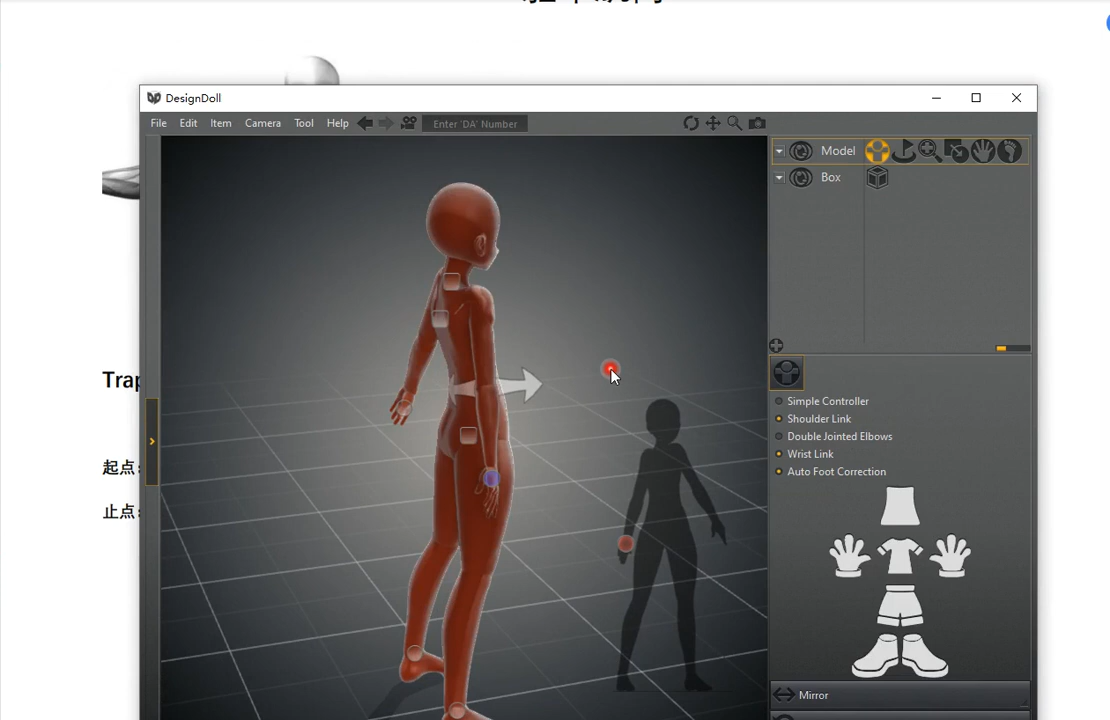 DesignDoll
File Edit Item Camera Tool Help Enter 'DA' Number
Model
Box
Trap
起点:
止点:
Simple Controller
Shoulder Link
Double Jointed Elbows
Wrist Link
Auto Foot Correction
Mirror